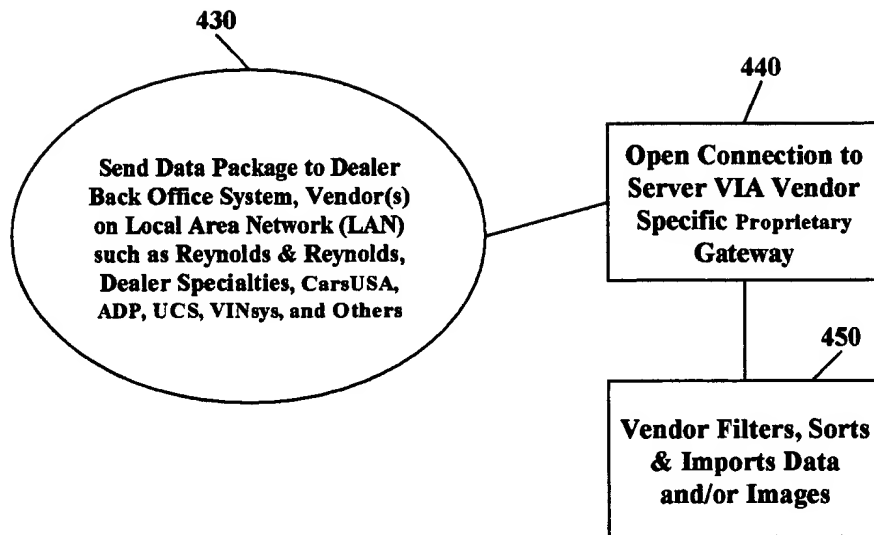 430
Send Data Package to Dealer
Back Office System, Vendor(s)
on Local Area Network (LAN)
such as Reynolds & Reynolds,
Dealer Specialties, CarsUSA,
ADP, UCS, VINsys, and Others
440
Open Connection to
Server VIA Vendor
Specific Proprietary
Gateway
450
Vendor Filters, Sorts
& Imports Data
and/or Images